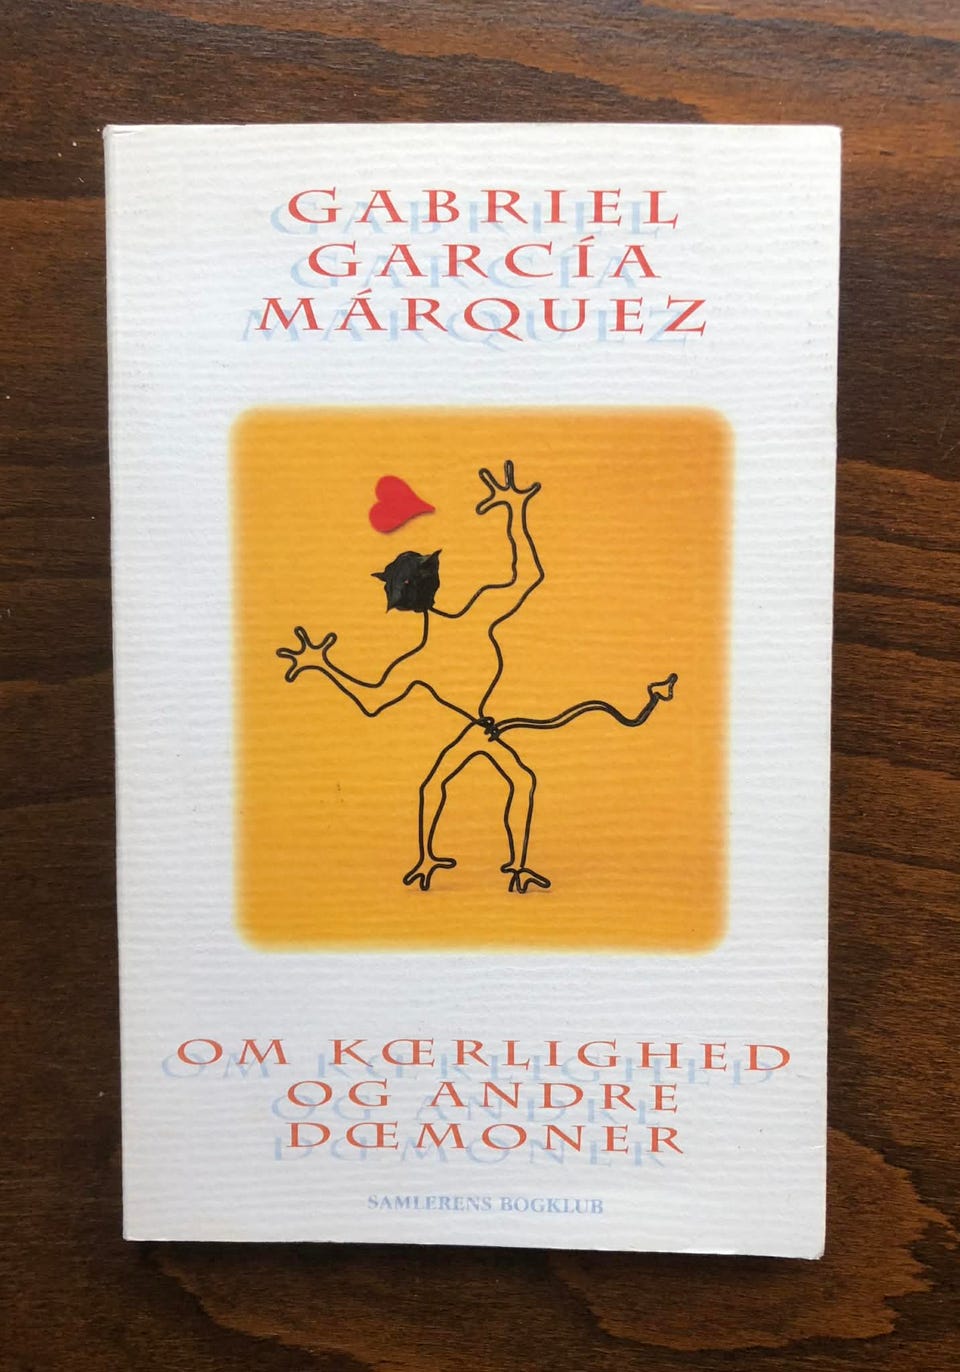 GABRIEL
GARCÍA
MÁRQUEZ
OM KŒRLIGHED
OG ANDRE
DŒMONER
SAMLERENS BOGKLUB